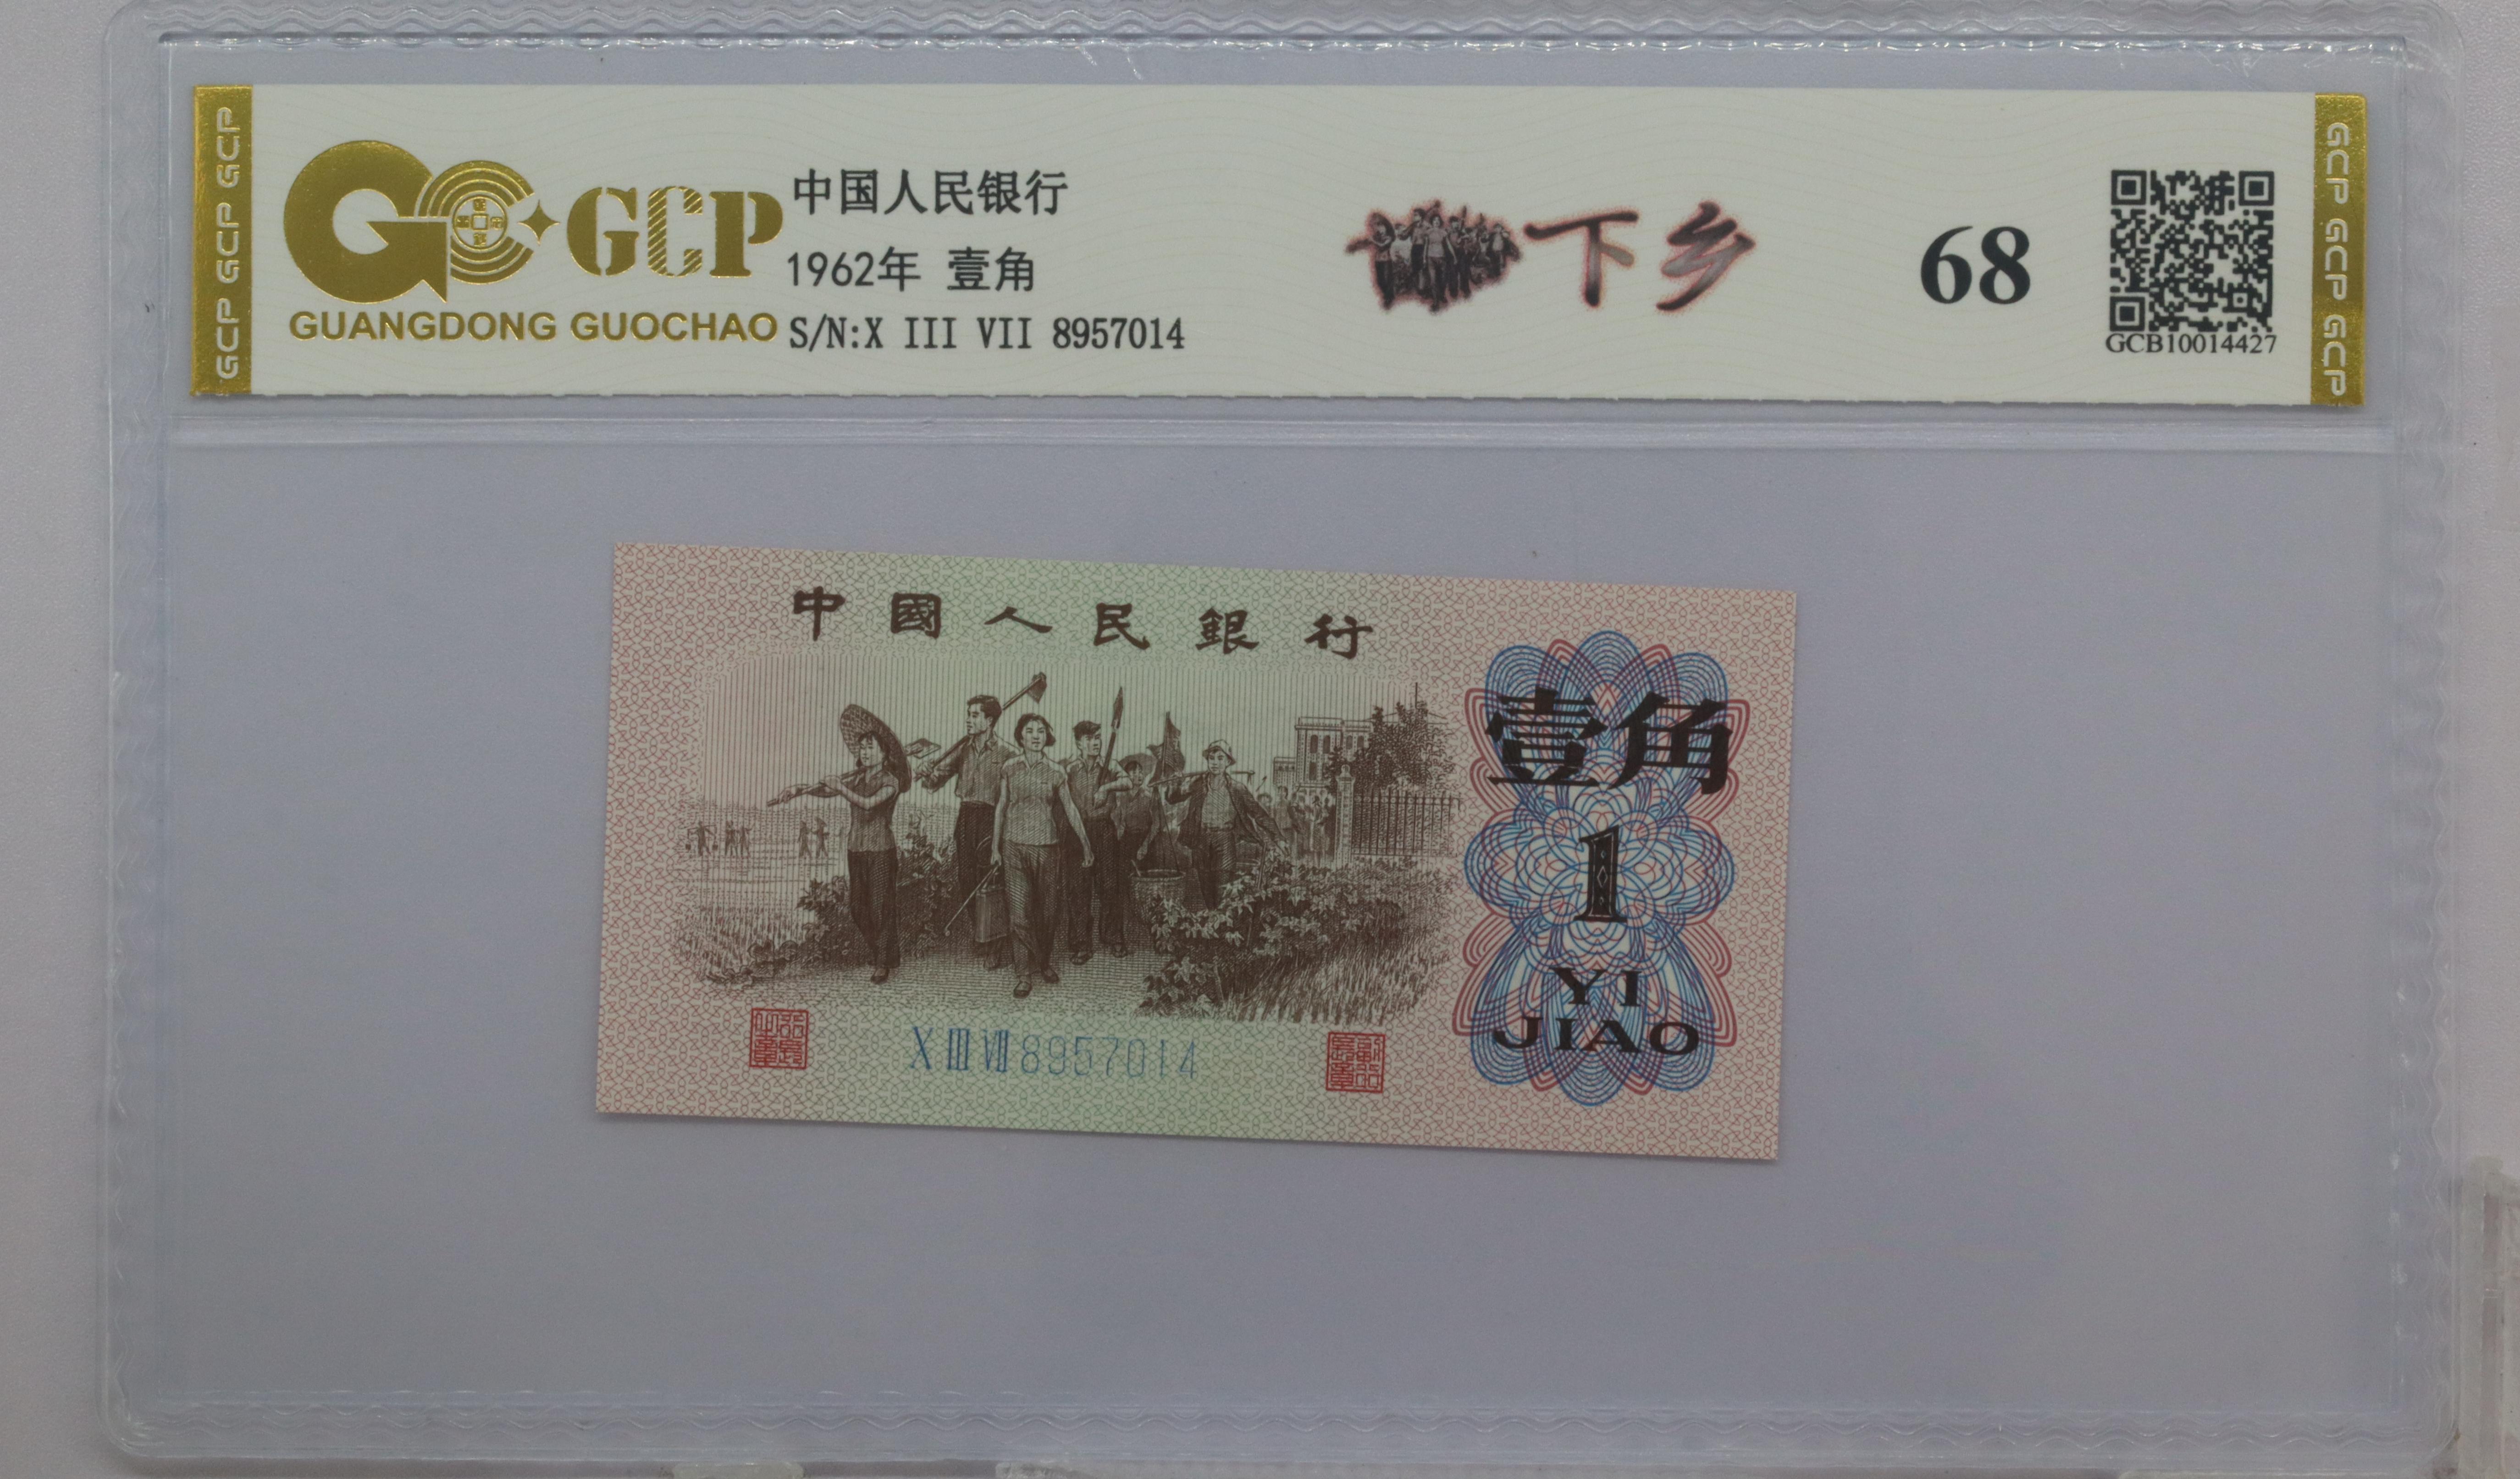 GCP GCP GCP
GCP
GUANGDONG GUOCHAO
中国人民银行
1962年 壹角
S/N:X III VII 8957014
下乡
68
GCB10014427
GCP GCP GCP
中國人民銀行
壹角
1
YI
JIAO
X III VII 8957014